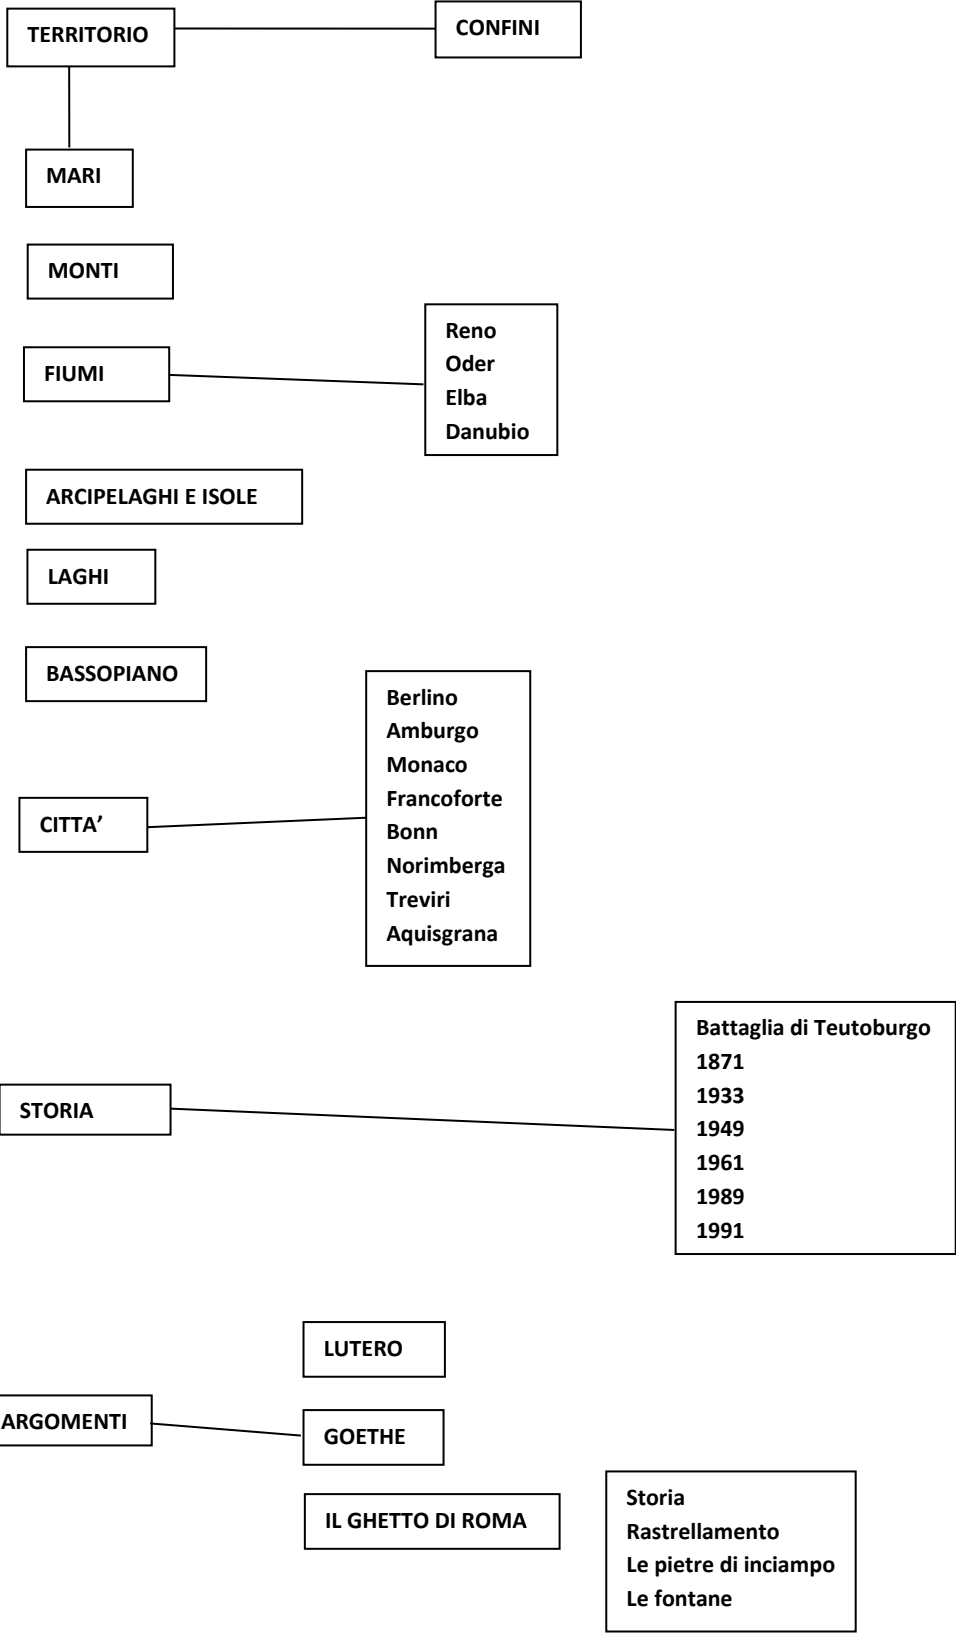 TERRITORIO
CONFINI
MARI
MONTI
FIUMI
Reno
Oder
Elba
Danubio
ARCIPELAGHI E ISOLE
LAGHI
BASSOPIANO
CITTA’
Berlino
Amburgo
Monaco
Francoforte
Bonn
Norimberga
Treviri
Aquisgrana
STORIA
Battaglia di Teutoburgo
1871
1933
1949
1961
1989
1991
ARGOMENTI
LUTERO
GOETHE
IL GHETTO DI ROMA
Storia
Rastrellamento
Le pietre di inciampo
Le fontane